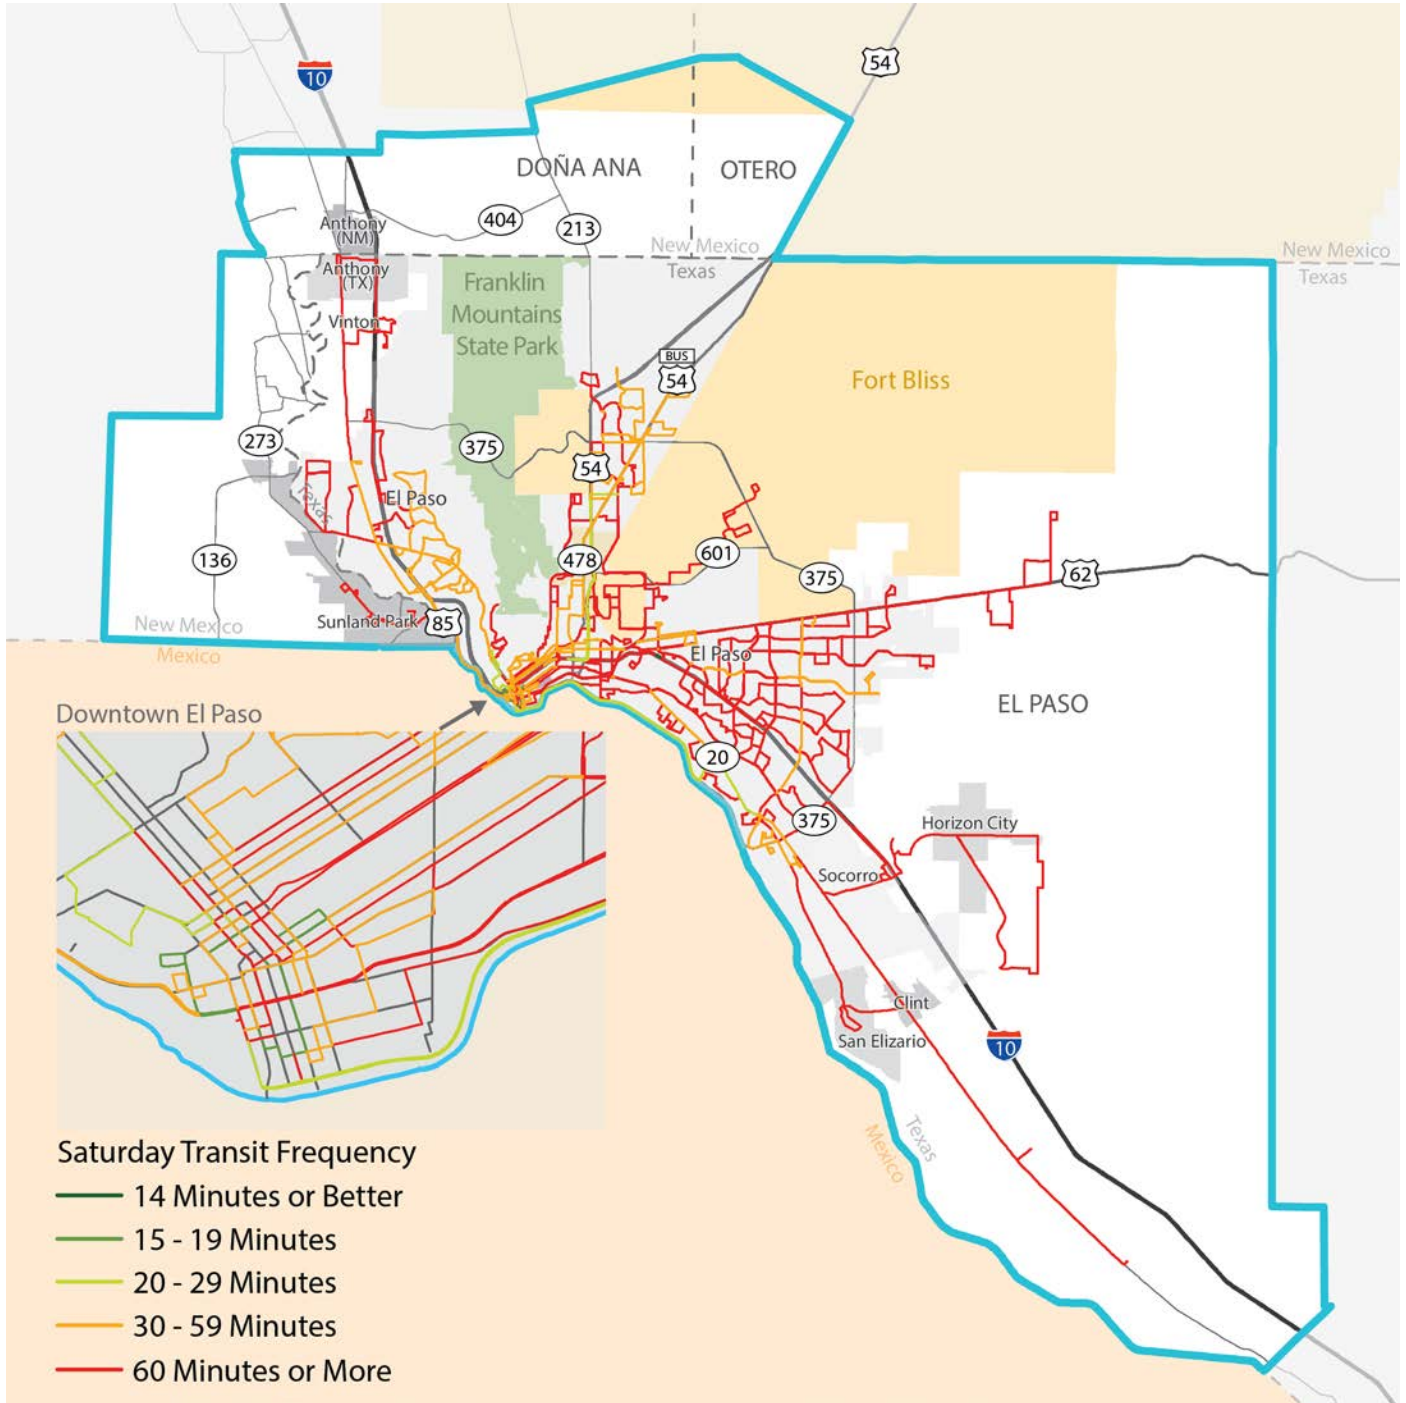 54
10
DOÑA ANA
OTERO
404
213
Anthony
(NM)
New Mexico
Texas
New Mexico
Texas
Anthony
(TX)
Franklin
Mountains
State Park
Vinton
BUS
54
Fort Bliss
273
375
54
El Paso
Texas
136
478
601
375
62
Sunland Park
85
New Mexico
Mexico
El Paso
EL PASO
Downtown El Paso
20
375
Horizon City
Socorro
Clint
San Elizario
10
Texas
Mexico
Saturday Transit Frequency
14 Minutes or Better
15 - 19 Minutes
20 - 29 Minutes
30 - 59 Minutes
60 Minutes or More